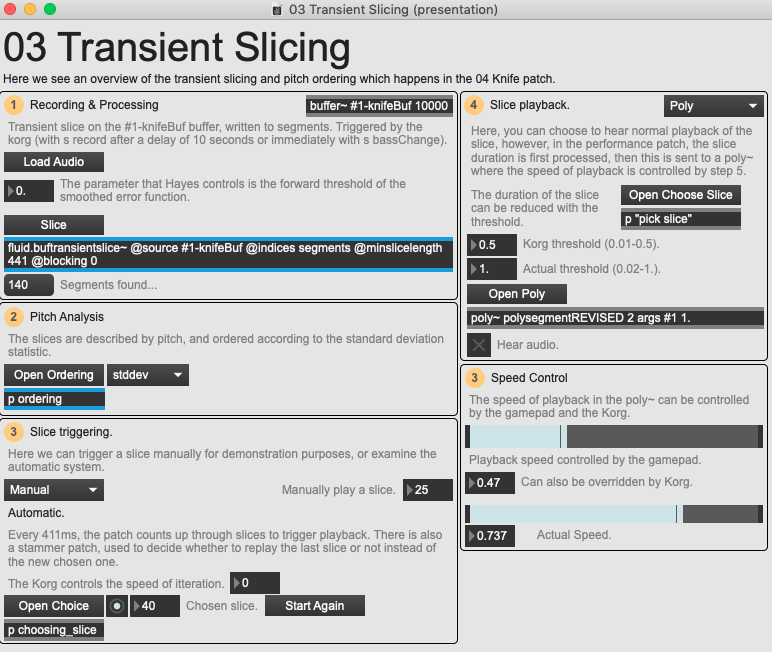 03 Transient Slicing (presentation)
03 Transient Slicing
Here we see an overview of the transient slicing and pitch ordering which happens in the 04 Knife patch.
1 Recording & Processing
buffer~ #1-knifeBuf 10000
Transient slice on the #1-knifeBuf buffer, written to segments. Triggered by the
korg (with s record after a delay of 10 seconds or immediately with s bassChange).
Load Audio
0.
The parameter that Hayes controls is the forward threshold of the
smoothed error function.
Slice
fluid.buftransientslice~ @source #1-knifeBuf @indices segments @minslicelength
441 @blocking 0
140
Segments found...
2 Pitch Analysis
The slices are described by pitch, and ordered according to the standard deviation
statistic.
Open Ordering
stddev
p ordering
3 Slice triggering.
Here we can trigger a slice manually for demonstration purposes, or examine the
automatic system.
Manual
Manually play a slice.
25
Automatic.
Every 411ms, the patch counts up through slices to trigger playback. There is also
a stammer patch, used to decide whether to replay the last slice or not instead of
the new chosen one.
The Korg controls the speed of itteration.
0
Open Choice
40
Chosen slice.
Start Again
p choosing_slice
4 Slice playback.
Poly
Here, you can choose to hear normal playback of the
slice, however, in the performance patch, the slice
duration is first processed, then this is sent to a poly~
where the speed of playback is controlled by step 5.
The duration of the slice
can be reduced with the
threshold.
Open Choose Slice
p "pick slice"
0.5
Korg threshold (0.01-0.5).
1.
Actual threshold (0.02-1.).
Open Poly
poly~ polysegmentREVISED 2 args #1 1.
Hear audio.
3 Speed Control
The speed of playback in the poly~ can be controlled
by the gamepad and the Korg.
Playback speed controlled by the gamepad.
0.47
Can also be overridden by Korg.
0.737
Actual Speed.